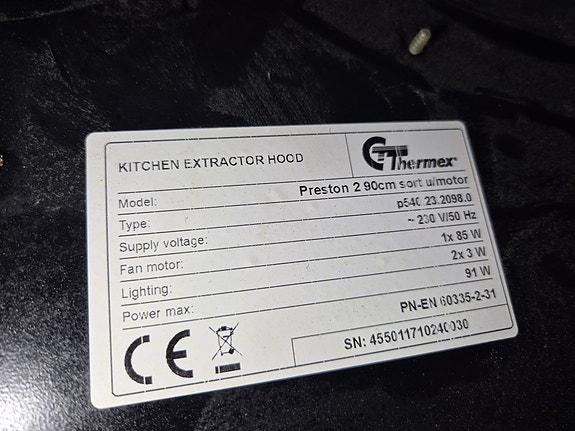 KITCHEN EXTRACTOR HOOD
Thermex®
Model: Preston 2 90cm sort u/motor
Type: p540.23.2098.0
Supply voltage: ~ 230 V/50 Hz
Fan motor: 1x 85 W
Lighting: 2x 3 W
Power max: 91 W
PN-EN 60335-2-31
CE
SN: 45501171024C030